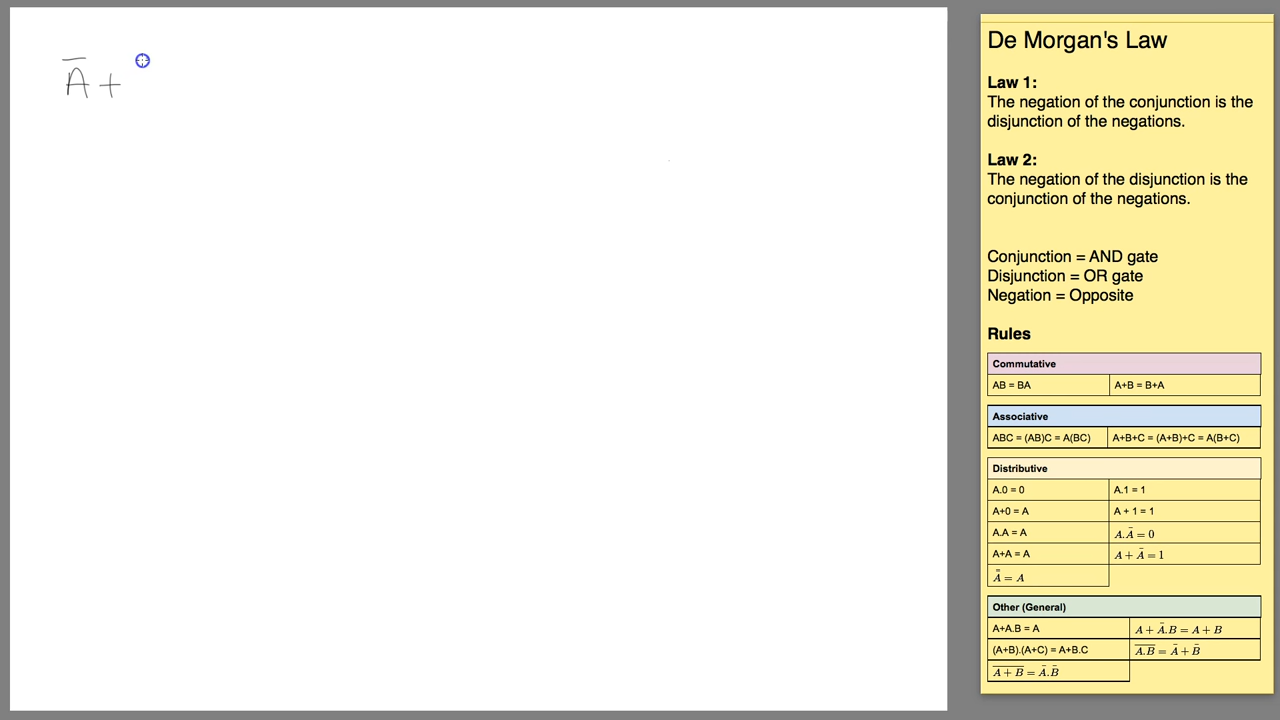 A̅ +
De Morgan's Law
Law 1:
The negation of the conjunction is the
disjunction of the negations.
Law 2:
The negation of the disjunction is the
conjunction of the negations.
Conjunction = AND gate
Disjunction = OR gate
Negation = Opposite
Rules
Commutative
AB = BA A+B = B+A
Associative
ABC = (AB)C = A(BC) A+B+C = (A+B)+C = A(B+C)
Distributive
A.0 = 0 A.1 = 1
A+0 = A A + 1 = 1
A.A = A A.Ā = 0
A+A = A A + Ā = 1
A̿ = A
Other (General)
A+A.B = A A + Ā.B = A + B
(A+B).(A+C) = A+B.C A̅.̅B̅ = Ā + B̄
A̅ ̅+̅ ̅B̅ = Ā.B̄